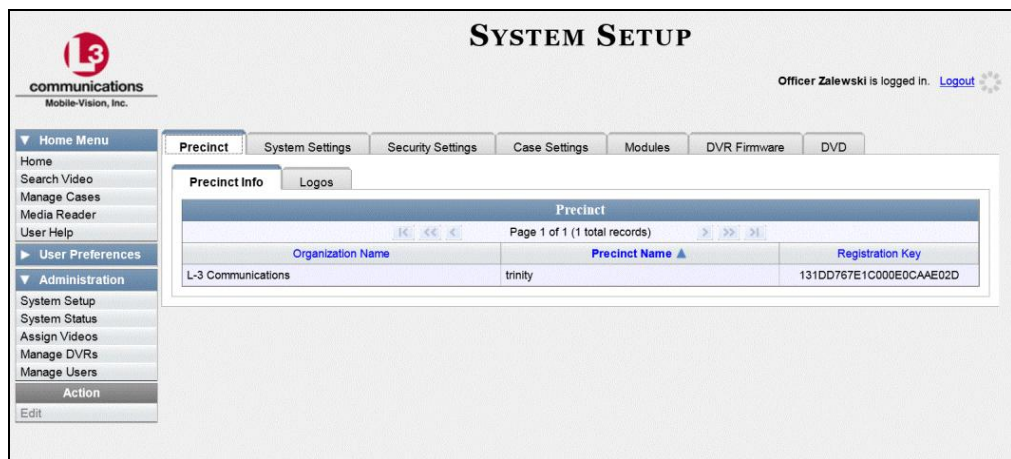 SYSTEM SETUP
L3
communications
Mobile-Vision, Inc.
Officer Zalewski is logged in. Logout
▼ Home Menu
Home
Search Video
Manage Cases
Media Reader
User Help
▶ User Preferences
▼ Administration
System Setup
System Status
Assign Videos
Manage DVRs
Manage Users
Action
Edit
Precinct System Settings Security Settings Case Settings Modules DVR Firmware DVD
Precinct Info Logos
Precinct
|< << < Page 1 of 1 (1 total records) > >> >|
Organization Name Precinct Name ▲ Registration Key
L-3 Communications trinity 131DD767E1C000E0CAAE02D